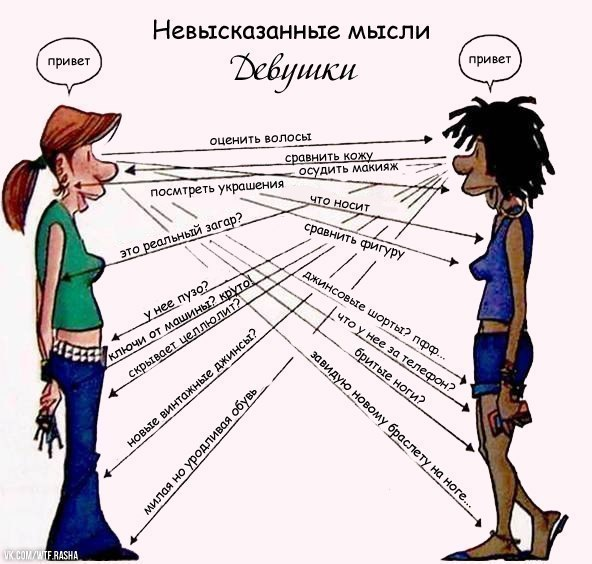 Невысказанные мысли
Девушки
привет
привет
оценить волосы
сравнить кожу
осудить макияж
посмтреть украшения
что носит
это реальный загар?
сравнить фигуру
у нее пузо?
ключи от машины? круто!
скрывает целлюлит?
джинсовые шорты? пфф...
что у нее за телефон?
бритые ноги?
новые винтажные джинсы?
завидую новому браслету на ноге...
милая но уродливая обувь
VK.COM/WTF.RASHA